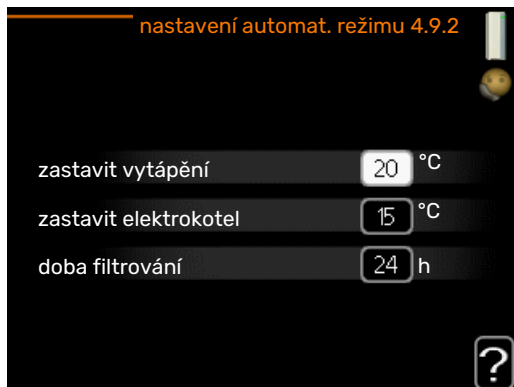 nastavení automat. režimu 4.9.2
zastavit vytápění 20 °C
zastavit elektrokotel 15 °C
doba filtrování 24 h
?